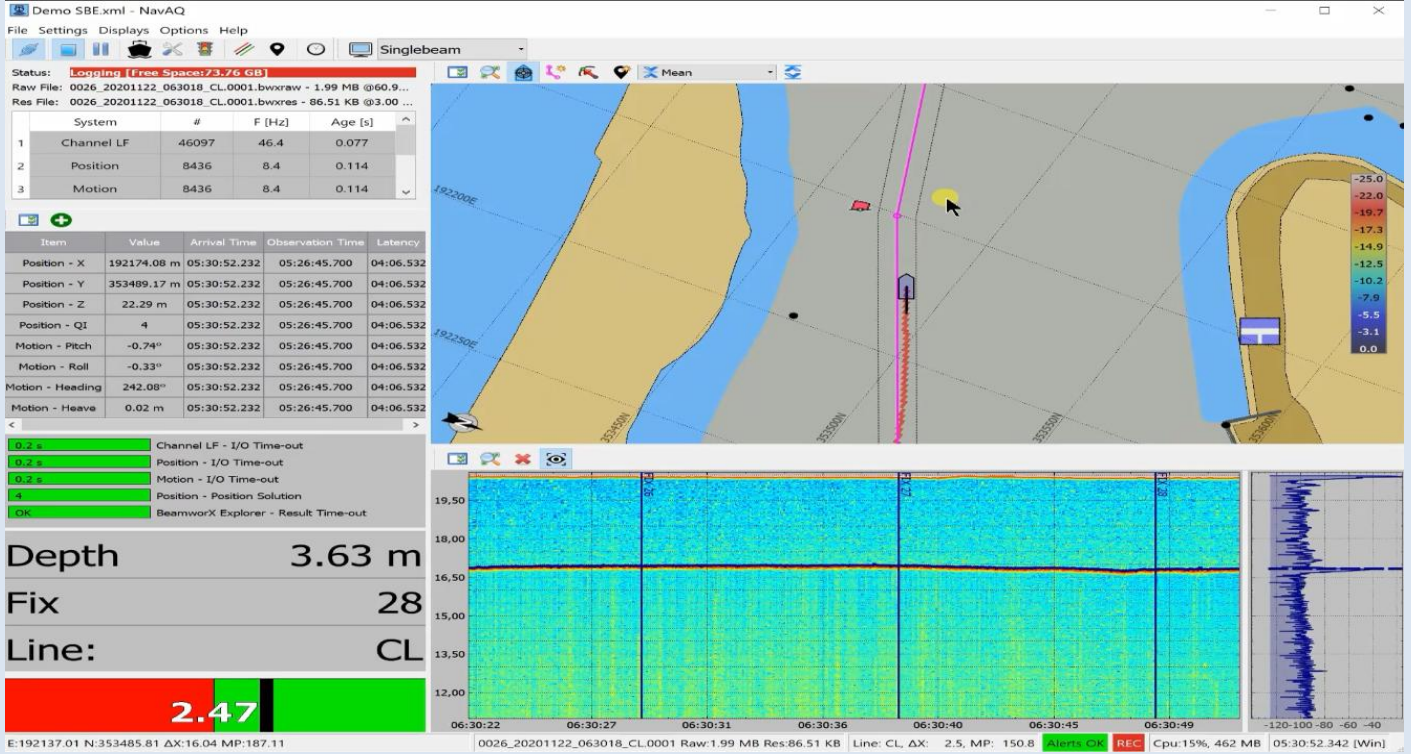 Demo SBE.xml - NavAQ
File Settings Displays Options Help
Singlebeam
Status: Logging [Free Space:73.76 GB]
Raw File: 0026_20201122_063018_CL.0001.bwxraw - 1.99 MB @60.9...
Res File: 0026_20201122_063018_CL.0001.bwxres - 86.51 KB @3.00 ...
System # F [Hz] Age [s]
1 Channel LF 46097 46.4 0.077
2 Position 8436 8.4 0.114
3 Motion 8436 8.4 0.114
Item Value Arrival Time Observation Time Latency
Position - X 192174.08 m 05:30:52.232 05:26:45.700 04:06.532
Position - Y 353489.17 m 05:30:52.232 05:26:45.700 04:06.532
Position - Z 22.29 m 05:30:52.232 05:26:45.700 04:06.532
Position - QI 4 05:30:52.232 05:26:45.700 04:06.532
Motion - Pitch -0.74° 05:30:52.232 05:26:45.700 04:06.532
Motion - Roll -0.33° 05:30:52.232 05:26:45.700 04:06.532
Motion - Heading 242.08° 05:30:52.232 05:26:45.700 04:06.532
Motion - Heave 0.02 m 05:30:52.232 05:26:45.700 04:06.532
0.2 s Channel LF - I/O Time-out
0.2 s Position - I/O Time-out
0.2 s Motion - I/O Time-out
4 Position - Position Solution
OK BeamworX Explorer - Result Time-out
Depth 3.63 m
Fix 28
Line: CL
2.47
Mean
192200E
192250E
353450N
353500N
353550N
353600N
-25.0
-22.0
-19.7
-17.3
-14.9
-12.5
-10.2
-7.9
-5.5
-3.1
0.0
FIX 26
FIX 27
FIX 28
19,50
18,00
16,50
15,00
13,50
12,00
06:30:22 06:30:27 06:30:31 06:30:36 06:30:40 06:30:45 06:30:49
-120 -100 -80 -60 -40
E:192137.01 N:353485.81 ΔX:16.04 MP:187.11
0026_20201122_063018_CL.0001 Raw:1.99 MB Res:86.51 KB
Line: CL, ΔX: 2.5, MP: 150.8
Alerts OK
REC
Cpu:15%, 462 MB
05:30:52.342 [Win]